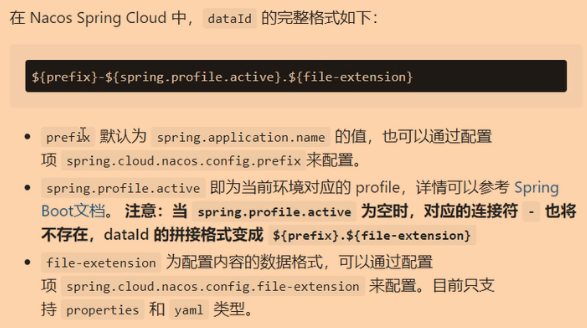 在 Nacos Spring Cloud 中，dataId 的完整格式如下：
${prefix}-${spring.profile.active}.${file-extension}
• prefix 默认为 spring.application.name 的值，也可以通过配置
项 spring.cloud.nacos.config.prefix来配置。
• spring.profile.active 即为当前环境对应的 profile，详情可以参考 Spring
Boot文档。 注意：当 spring.profile.active 为空时，对应的连接符 - 也将
不存在，dataId 的拼接格式变成 ${prefix}.${file-extension}
• file-exetension 为配置内容的数据格式，可以通过配置
项 spring.cloud.nacos.config.file-extension 来配置。目前只支
持 properties 和 yaml 类型。